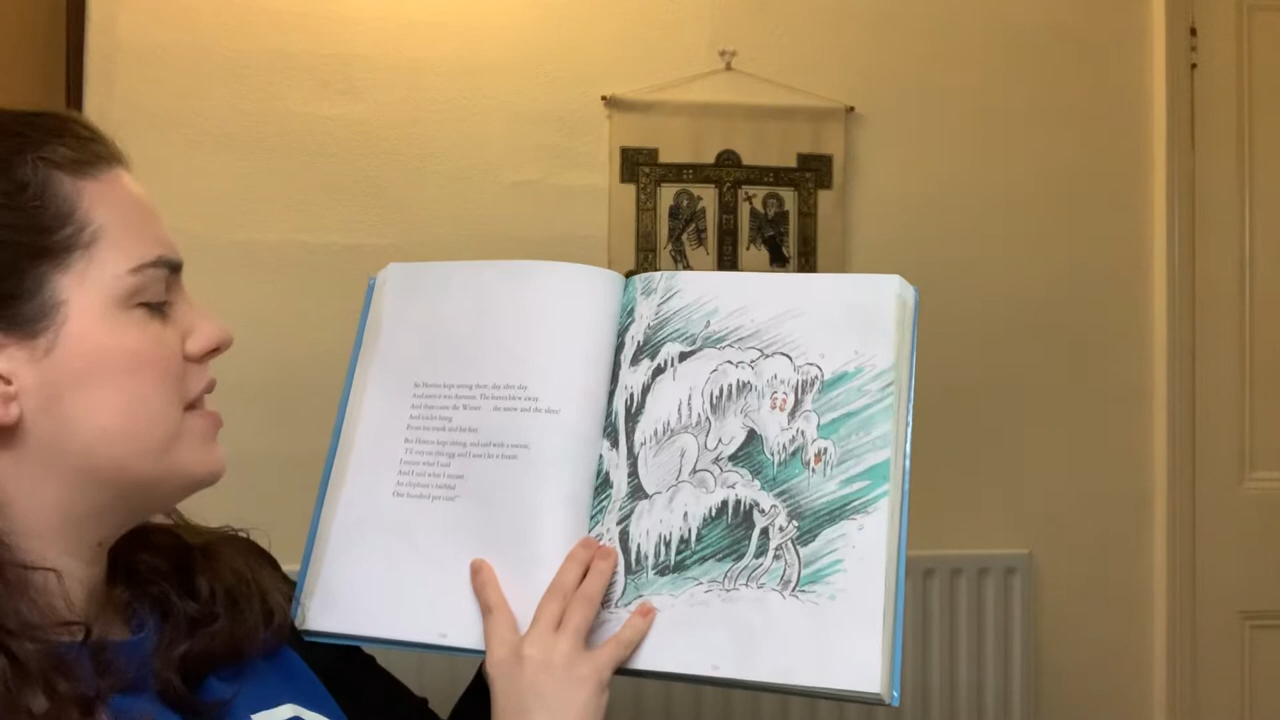 So Horton kept sitting there, day after day.
And soon it was Autumn. The leaves blew away.
And then came the Winter . . . the snow and the sleet!
And icicles hung
From his trunk and his feet.
But Horton kept sitting, and said with a sneeze,
"I'll stay on this egg and I won't let it freeze.
I meant what I said
And I said what I meant . . .
An elephant's faithful
One hundred per cent!"